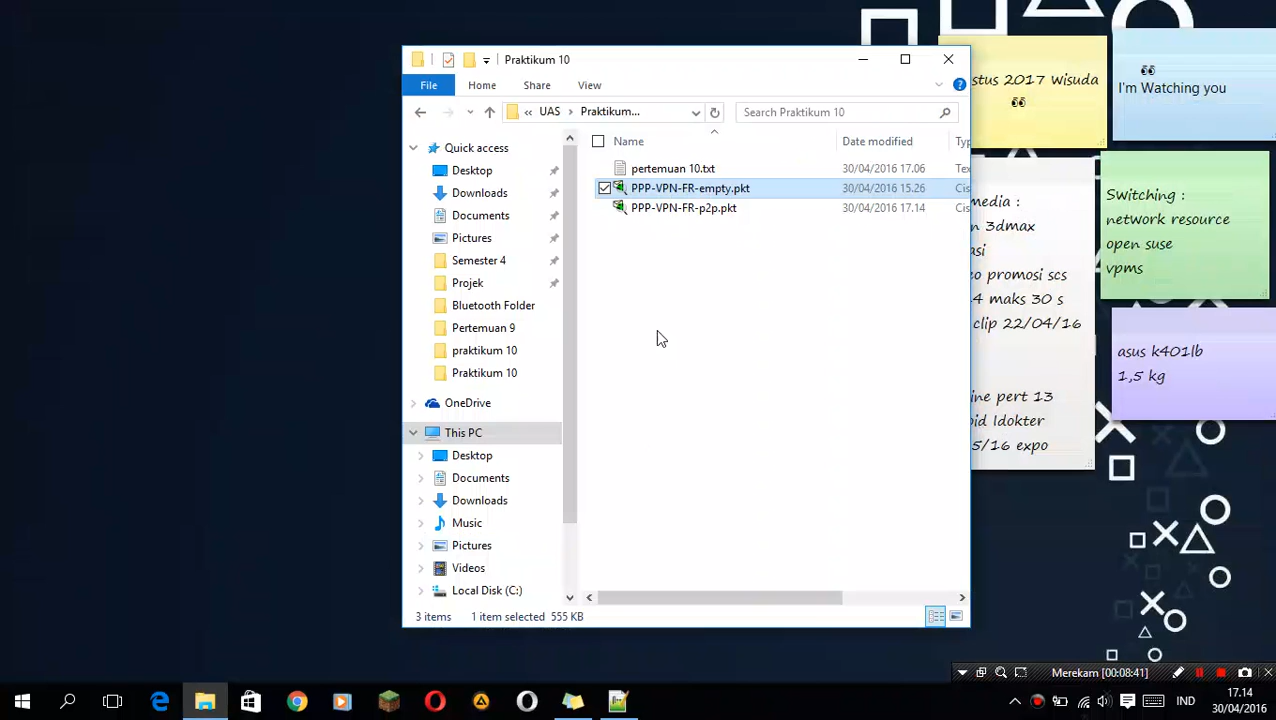 Praktikum 10
File
Home
Share
View
« UAS
Praktikum...
Search Praktikum 10
Quick access
Desktop
Downloads
Documents
Pictures
Semester 4
Projek
Bluetooth Folder
Pertemuan 9
praktikum 10
Praktikum 10
OneDrive
This PC
Desktop
Documents
Downloads
Music
Pictures
Videos
Local Disk (C:)
Name
Date modified
Typ
pertemuan 10.txt
30/04/2016 17.06
Tex
PPP-VPN-FR-empty.pkt
30/04/2016 15.26
Cis
PPP-VPN-FR-p2p.pkt
30/04/2016 17.14
Cis
3 items
1 item selected 555 KB
stus 2017 Wisuda
I'm Watching you
media :
n 3dmax
asi
eo promosi scs
4 maks 30 s
clip 22/04/16
ine pert 13
oid ldokter
5/16 expo
Switching :
network resource
open suse
vpms
asus k401lb
1,5 kg
Merekam [00:08:41]
IND
17.14
30/04/2016